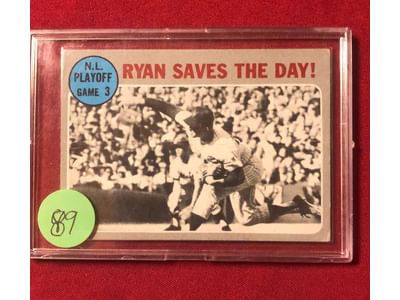 N.L.
PLAYOFF
GAME 3
RYAN SAVES THE DAY!
89